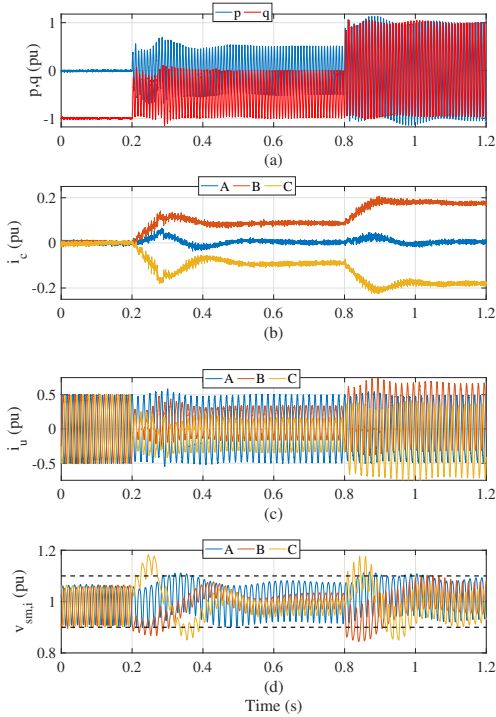 p q
p,q (pu)
1
0
-1
0 0.2 0.4 0.6 0.8 1 1.2
(a)
A B C
i_c (pu)
0.2
0
-0.2
0 0.2 0.4 0.6 0.8 1 1.2
(b)
A B C
i_u (pu)
0.5
0
-0.5
0 0.2 0.4 0.6 0.8 1 1.2
(c)
A B C
v_sm,i (pu)
1.2
1
0.8
0 0.2 0.4 0.6 0.8 1 1.2
(d)
Time (s)